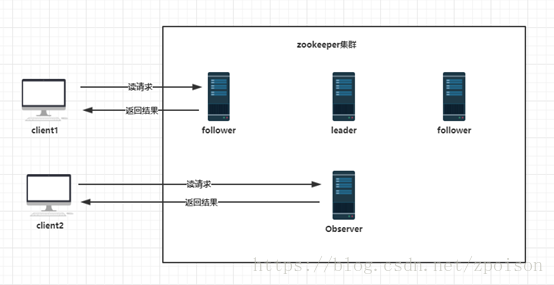 zookeeper集群
读请求
返回结果
client1
follower
leader
follower
读请求
返回结果
client2
Observer
https://blog.csdn.net/zpoison